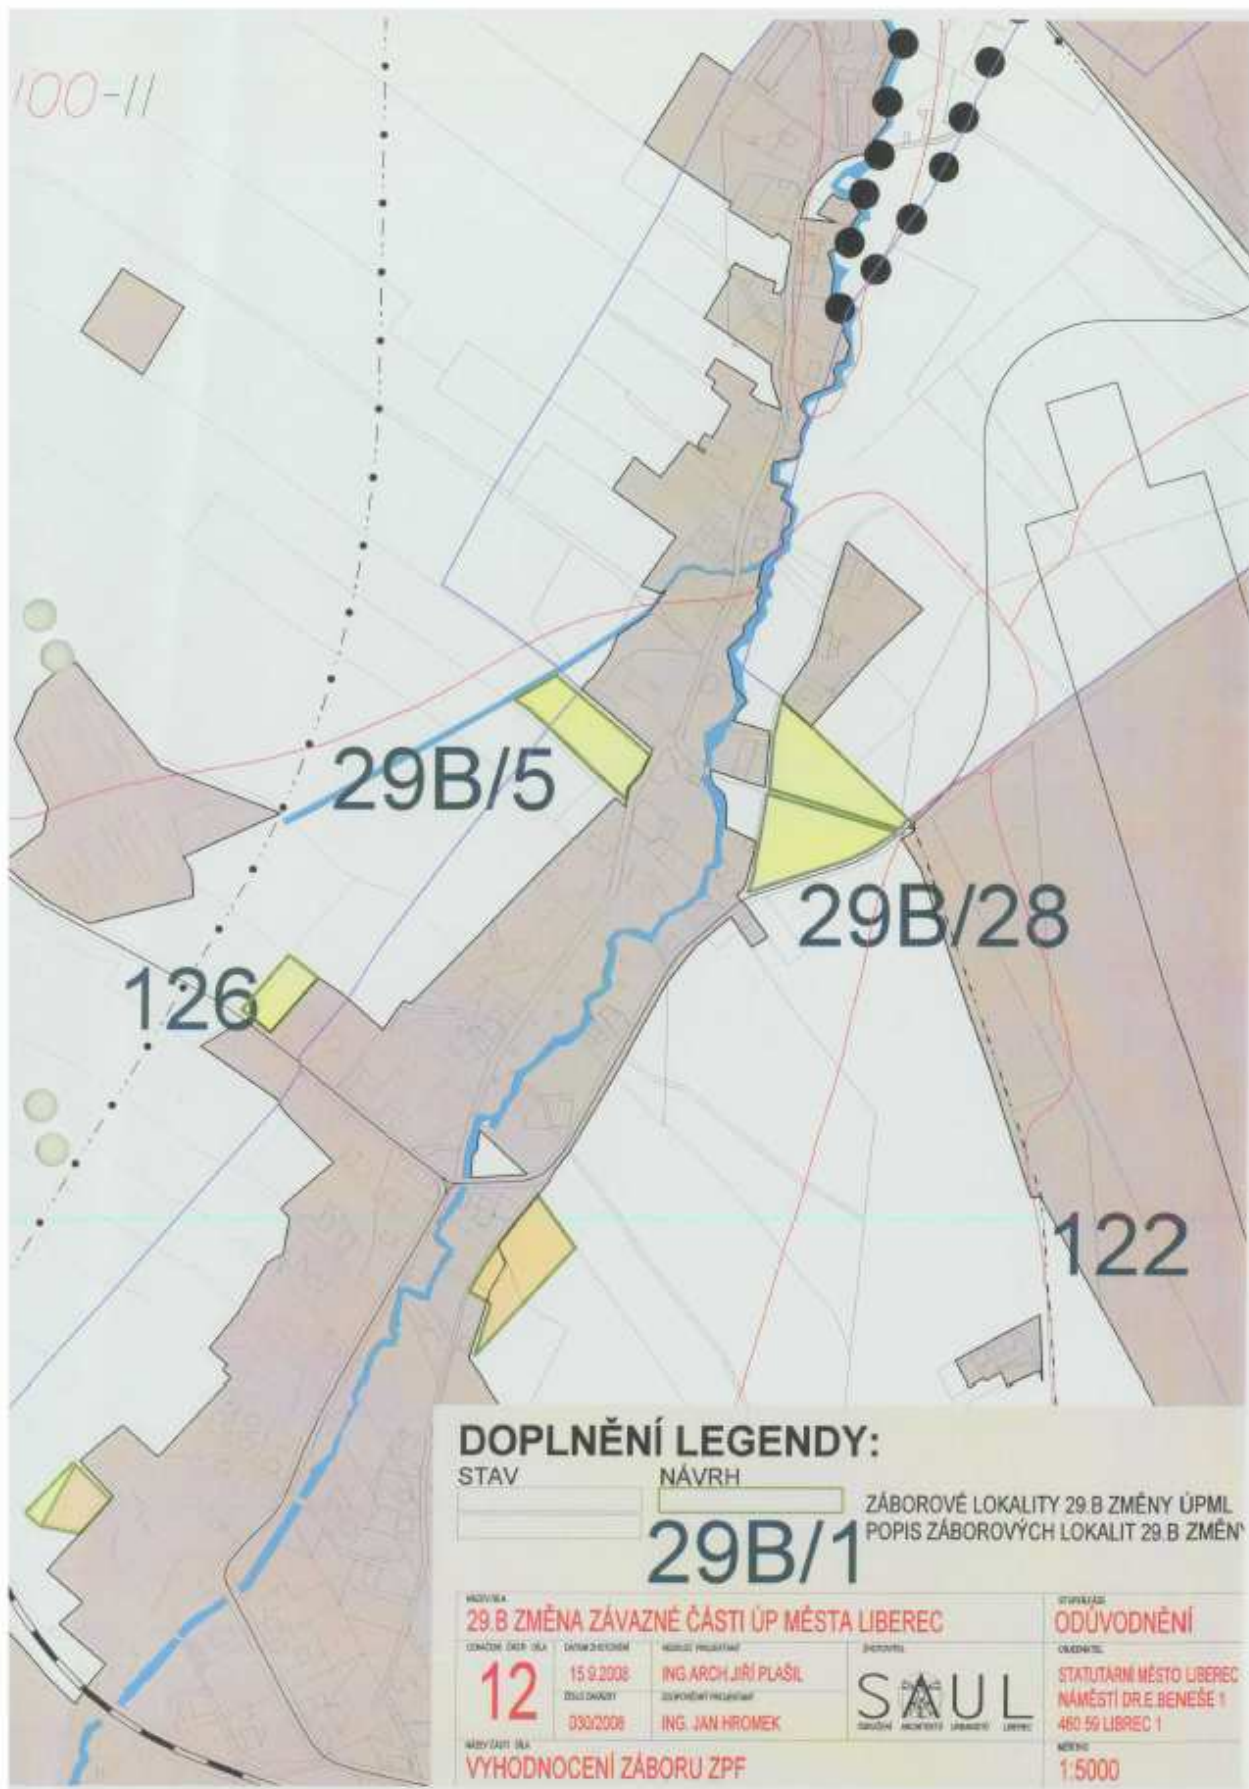 100-11
29B/5
29B/28
126
122
DOPLNĚNÍ LEGENDY:
STAV NÁVRH
ZÁBOROVÉ LOKALITY 29.B ZMĚNY ÚPML
29B/1 POPIS ZÁBOROVÝCH LOKALIT 29.B ZMĚNY
29.B ZMĚNA ZÁVAZNÉ ČÁSTI ÚP MĚSTA LIBEREC
ODŮVODNĚNÍ
12
15.9.2008
ING.ARCH.JIŘÍ PLAŠIL
030/2008
ING. JAN HROMEK
SAUL
STATUTÁRNÍ MĚSTO LIBEREC
NÁMĚSTÍ DR.E.BENEŠE 1
460 59 LIBREC 1
VYHODNOCENÍ ZÁBORU ZPF
1:5000